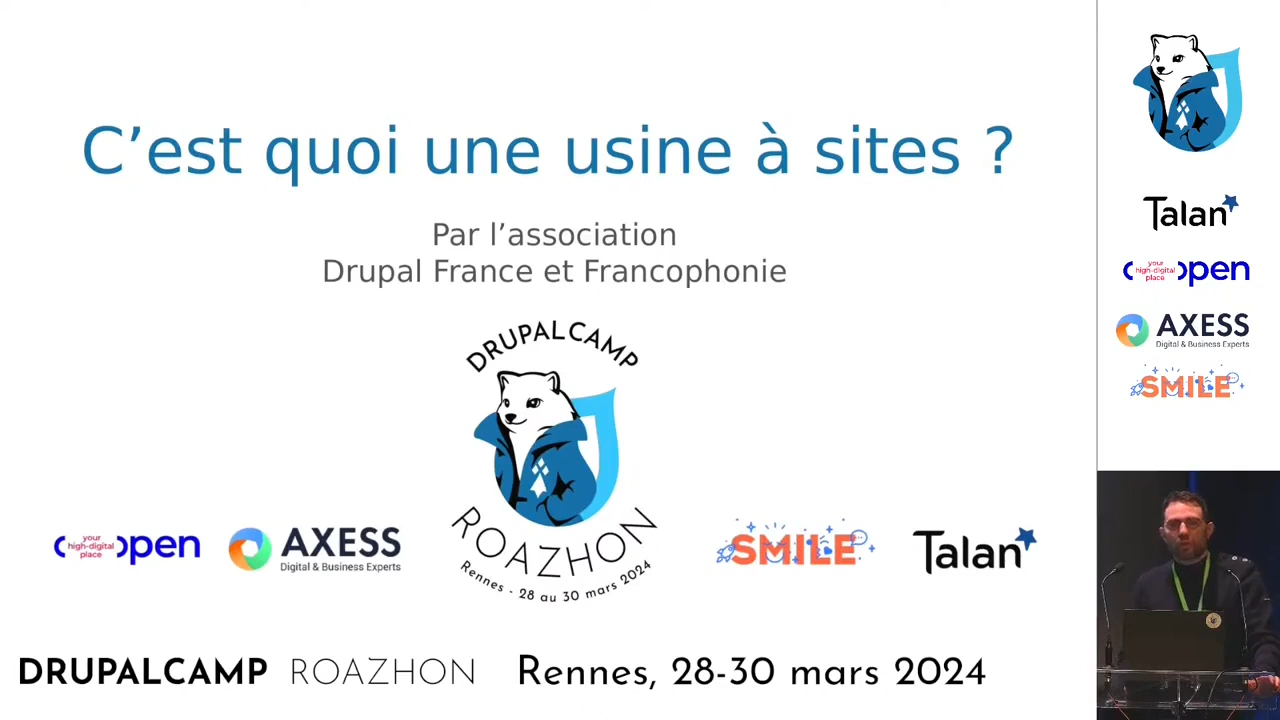 C’est quoi une usine à sites ?
Par l’association
Drupal France et Francophonie
DRUPALCAMP
ROAZHON
Rennes - 28 au 30 mars 2024
your
high-digital
place
open
AXESS
Digital & Business Experts
SMILE
Talan
DRUPALCAMP ROAZHON Rennes, 28-30 mars 2024
Talan
your
high-digital
place
open
AXESS
Digital & Business Experts
SMILE